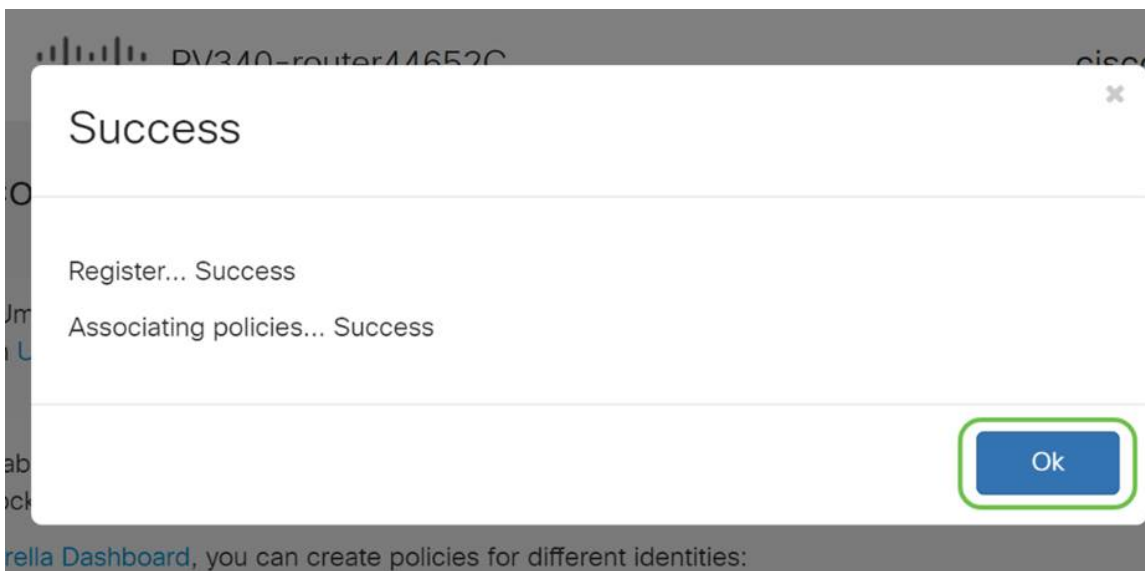 RV340-router44652C
Success
Register... Success
Associating policies... Success
Ok
rella Dashboard, you can create policies for different identities: